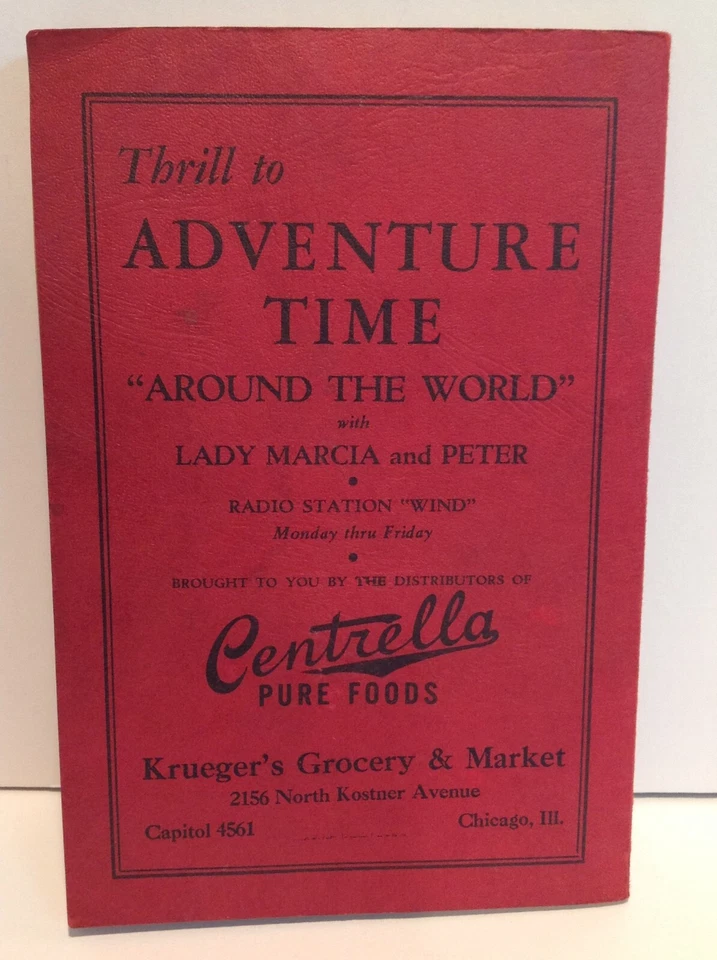 Thrill to
ADVENTURE
TIME
"AROUND THE WORLD"
with
LADY MARCIA and PETER
RADIO STATION "WIND"
Monday thru Friday
BROUGHT TO YOU BY THE DISTRIBUTORS OF
Centrella
PURE FOODS
Krueger's Grocery & Market
2156 North Kostner Avenue
Capitol 4561 Chicago, Ill.